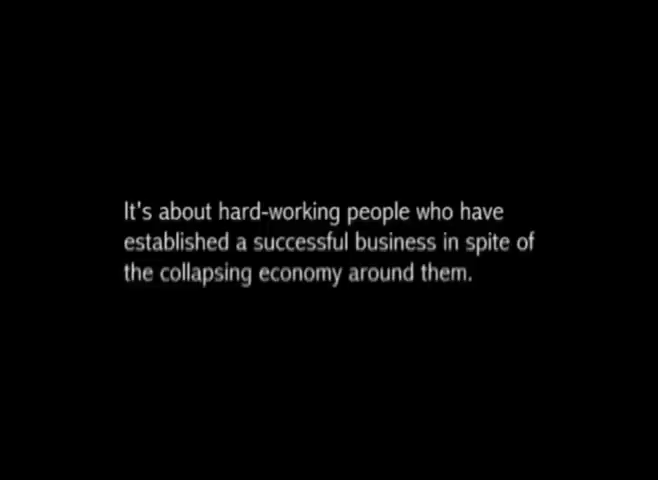 It's about hard-working people who have
established a successful business in spite of
the collapsing economy around them.